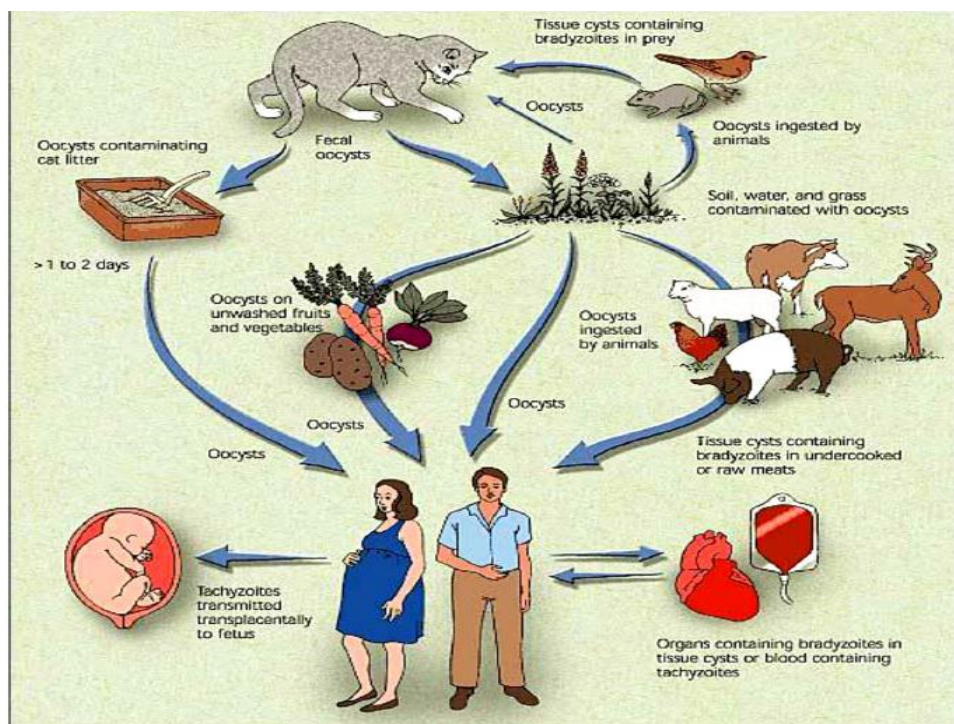 Tissue cysts containing
bradyzoites in prey
Oocysts
Oocysts ingested by
animals
Oocysts contaminating
cat litter
Fecal
oocysts
Soil, water, and grass
contaminated with oocysts
>1 to 2 days
Oocysts on
unwashed fruits
and vegetables
Oocysts
ingested
by animals
Oocysts
Oocysts
Oocysts
Tissue cysts containing
bradyzoites in undercooked
or raw meats
Tachyzoites
transmitted
transplacentally
to fetus
Organs containing bradyzoites in
tissue cysts or blood containing
tachyzoites